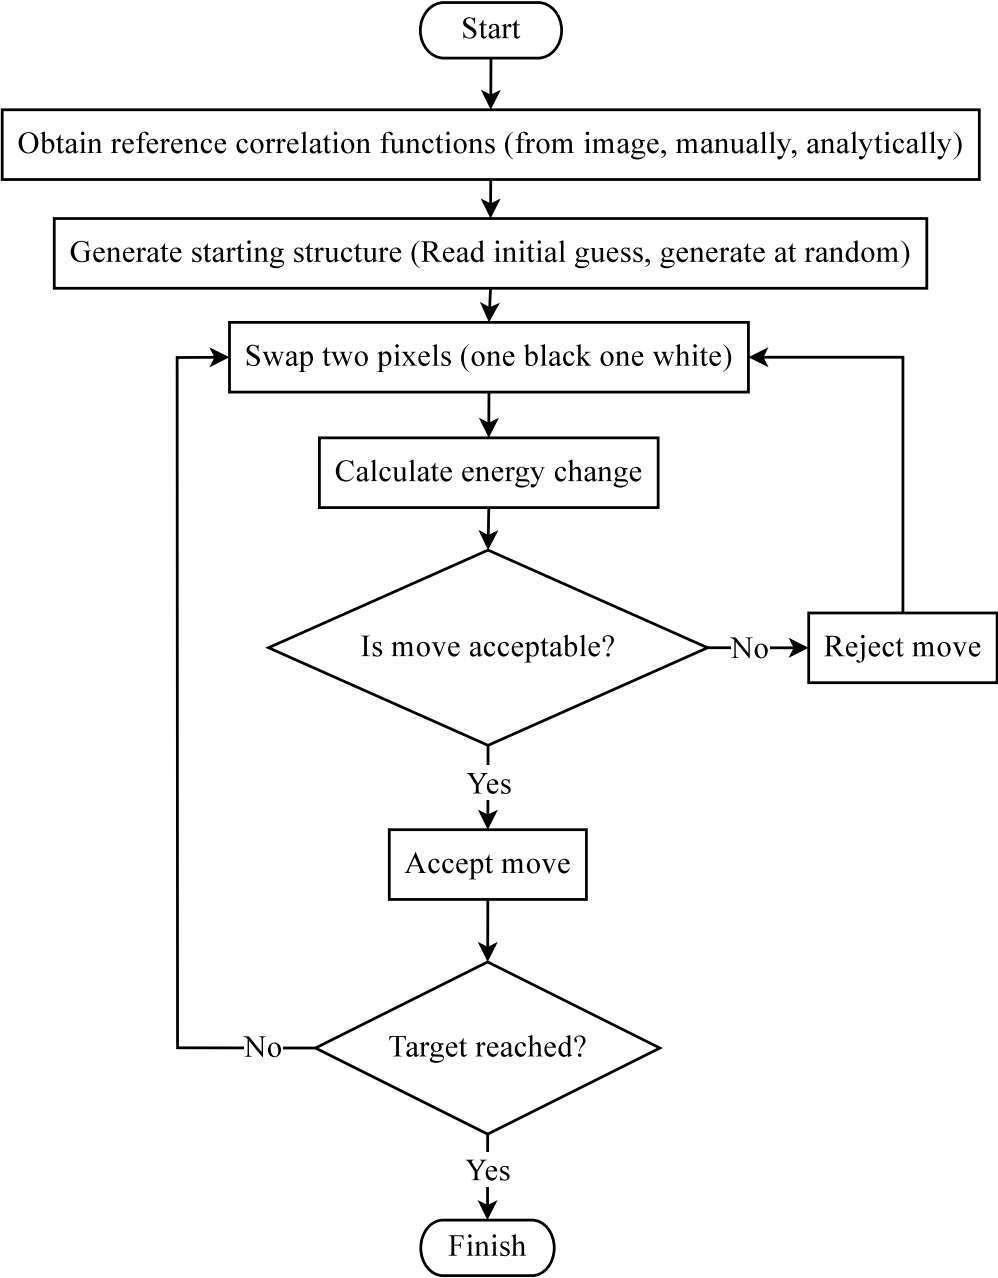 Start
Obtain reference correlation functions (from image, manually, analytically)
Generate starting structure (Read initial guess, generate at random)
Swap two pixels (one black one white)
Calculate energy change
Is move acceptable?
No
Reject move
Yes
Accept move
Target reached?
No
Yes
Finish